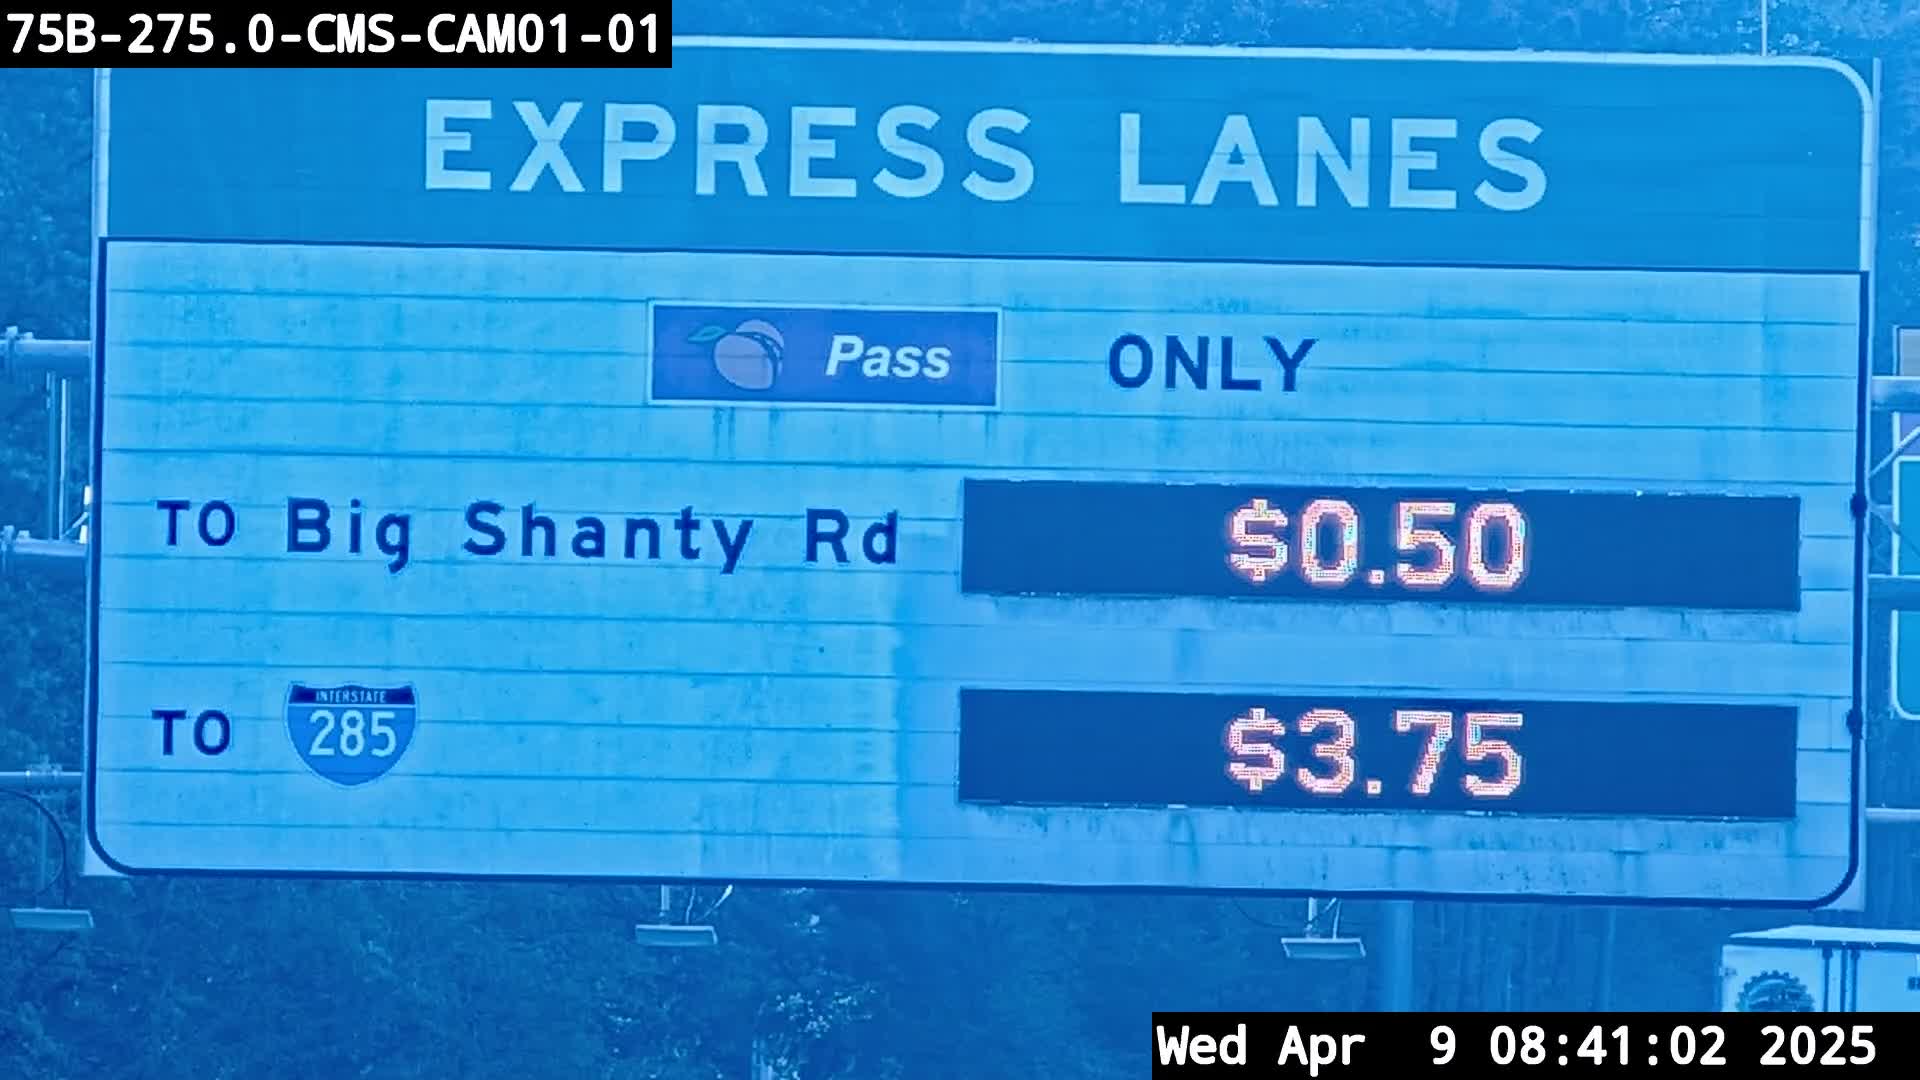 75B-275.0-CMS-CAM01-01
EXPRESS LANES
Pass ONLY
TO Big Shanty Rd $0.50
TO INTERSTATE 285 $3.75
Wed Apr 9 08:41:02 2025